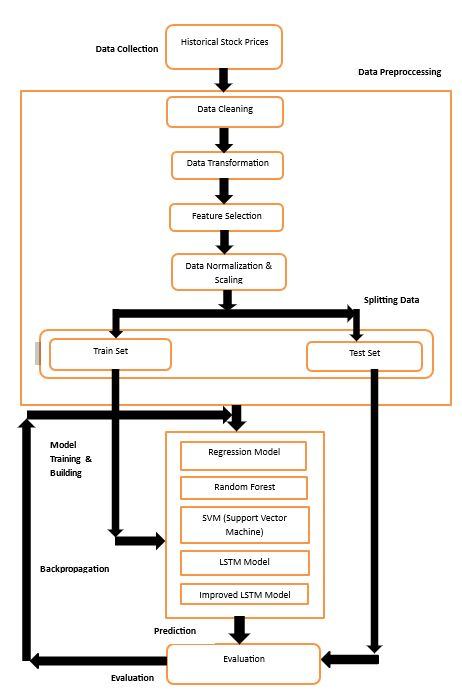 Historical Stock Prices
Data Collection
Data Preproccessing
Data Cleaning
Data Transformation
Feature Selection
Data Normalization &
Scaling
Splitting Data
Train Set
Test Set
Model
Training &
Building
Regression Model
Random Forest
SVM (Support Vector
Machine)
LSTM Model
Improved LSTM Model
Backpropagation
Prediction
Evaluation
Evaluation